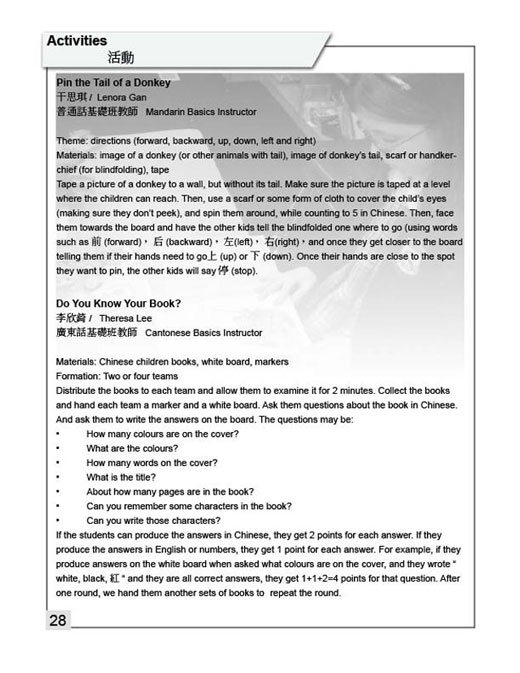 Activities
活動
Pin the Tail of a Donkey
干思琪 / Lenora Gan
普通話基礎班教師 Mandarin Basics Instructor
Theme: directions (forward, backward, up, down, left and right)
Materials: image of a donkey (or other animals with tail), image of donkey's tail, scarf or handker-
chief (for blindfolding), tape
Tape a picture of a donkey to a wall, but without its tail. Make sure the picture is taped at a level
where the children can reach. Then, use a scarf or some form of cloth to cover the child's eyes
(making sure they don't peek), and spin them around, while counting to 5 in Chinese. Then, face
them towards the board and have the other kids tell the blindfolded one where to go (using words
such as 前 (forward)， 后 (backward)， 左(left)， 右(right)，and once they get closer to the board
telling them if their hands need to go上 (up) or 下 (down). Once their hands are close to the spot
they want to pin, the other kids will say 停 (stop).
Do You Know Your Book?
李欣錡 / Theresa Lee
廣東話基礎班教師 Cantonese Basics Instructor
Materials: Chinese children books, white board, markers
Formation: Two or four teams
Distribute the books to each team and allow them to examine it for 2 minutes. Collect the books
and hand each team a marker and a white board. Ask them questions about the book in Chinese.
And ask them to write the answers on the board. The questions may be:
• How many colours are on the cover?
• What are the colours?
• How many words on the cover?
• What is the title?
• About how many pages are in the book?
• Can you remember some characters in the book?
• Can you write those characters?
If the students can produce the answers in Chinese, they get 2 points for each answer. If they
produce the answers in English or numbers, they get 1 point for each answer. For example, if they
produce answers on the white board when asked what colours are on the cover, and they wrote “
white, black, 紅 “ and they are all correct answers, they get 1+1+2=4 points for that question. After
one round, we hand them another sets of books to repeat the round.
28